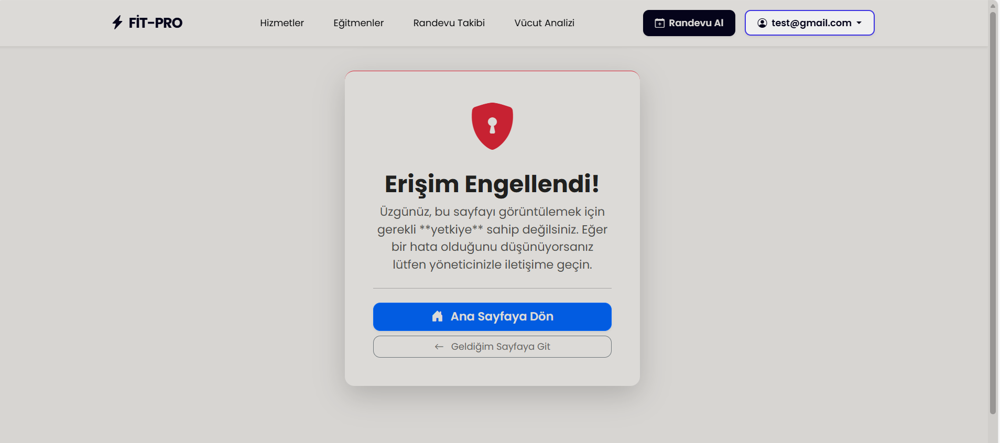 FİT-PRO
Hizmetler
Eğitmenler
Randevu Takibi
Vücut Analizi
Randevu Al
test@gmail.com
Erişim Engellendi!
Üzgünüz, bu sayfayı görüntülemek için
gerekli **yetkiye** sahip değilsiniz. Eğer
bir hata olduğunu düşünüyorsanız
lütfen yöneticinizle iletişime geçin.
Ana Sayfaya Dön
Geldiğim Sayfaya Git